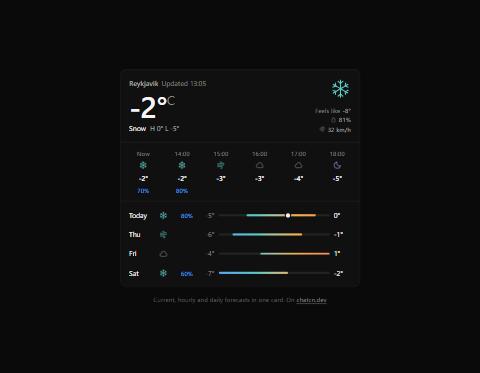 Reykjavík Updated 13:05
-2°C
Snow H 0° L -5°
Feels like -8°
81%
32 km/h
Now 14:00 15:00 16:00 17:00 18:00
-2° -2° -3° -3° -4° -5°
70% 80%
Today 80% -5° 0°
Thu -6° -1°
Fri -4° 1°
Sat 60% -7° -2°
Current, hourly and daily forecasts in one card. On chatcn.dev